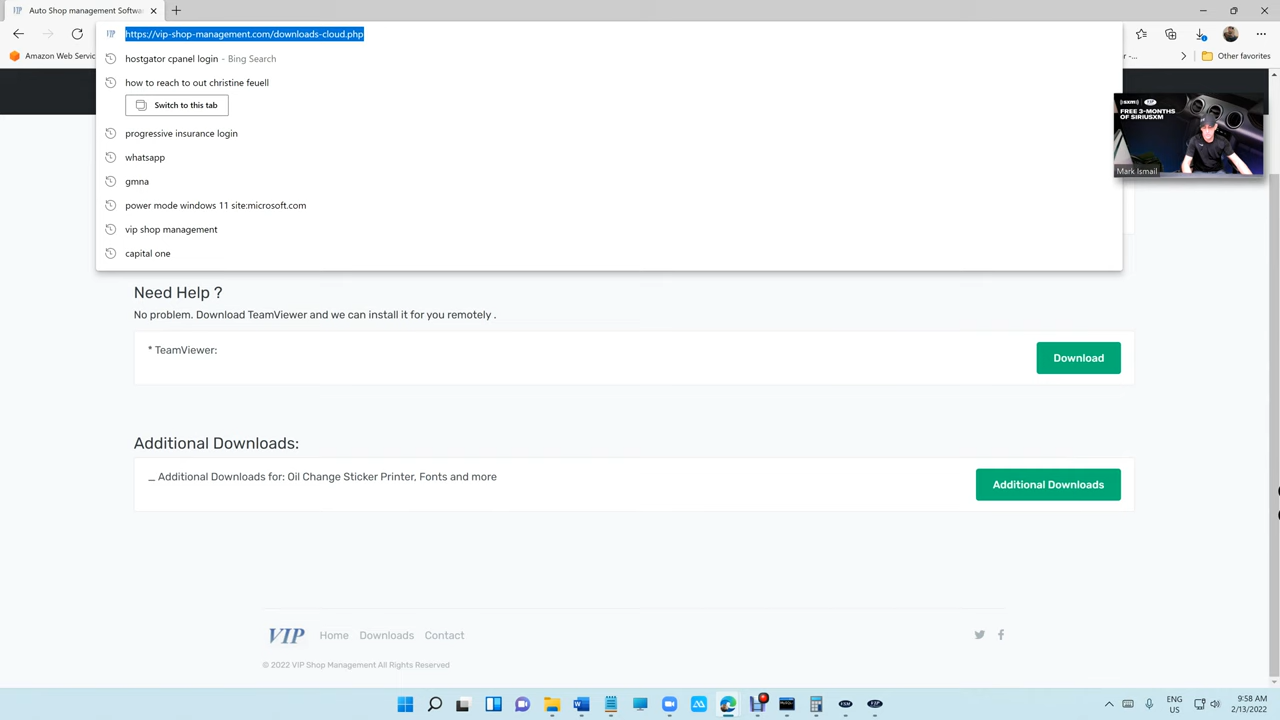 Auto Shop management Softwa
https://vip-shop-management.com/downloads-cloud.php
Amazon Web Service
hostgator cpanel login - Bing Search
how to reach to out christine feuell
Switch to this tab
progressive insurance login
whatsapp
gmna
power mode windows 11 site:microsoft.com
vip shop management
capital one
Other favorites
((sxm)) VIP
FREE 3-MONTHS
OF SIRIUSXM
Mark Ismail
Need Help ?
No problem. Download TeamViewer and we can install it for you remotely .
* TeamViewer:
Download
Additional Downloads:
_ Additional Downloads for: Oil Change Sticker Printer, Fonts and more
Additional Downloads
VIP Home Downloads Contact
© 2022 VIP Shop Management All Rights Reserved
ENG
US
9:58 AM
2/13/2022